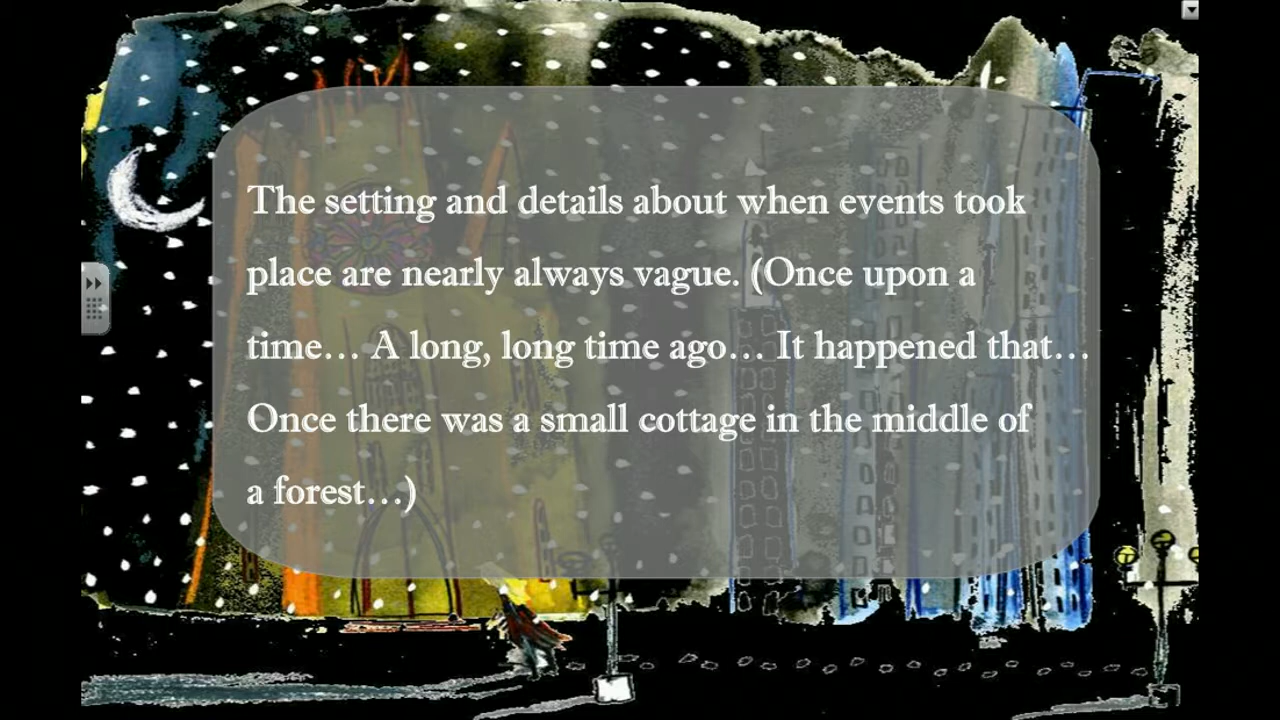 The setting and details about when events took
place are nearly always vague. (Once upon a
time… A long, long time ago… It happened that…
Once there was a small cottage in the middle of
a forest…)